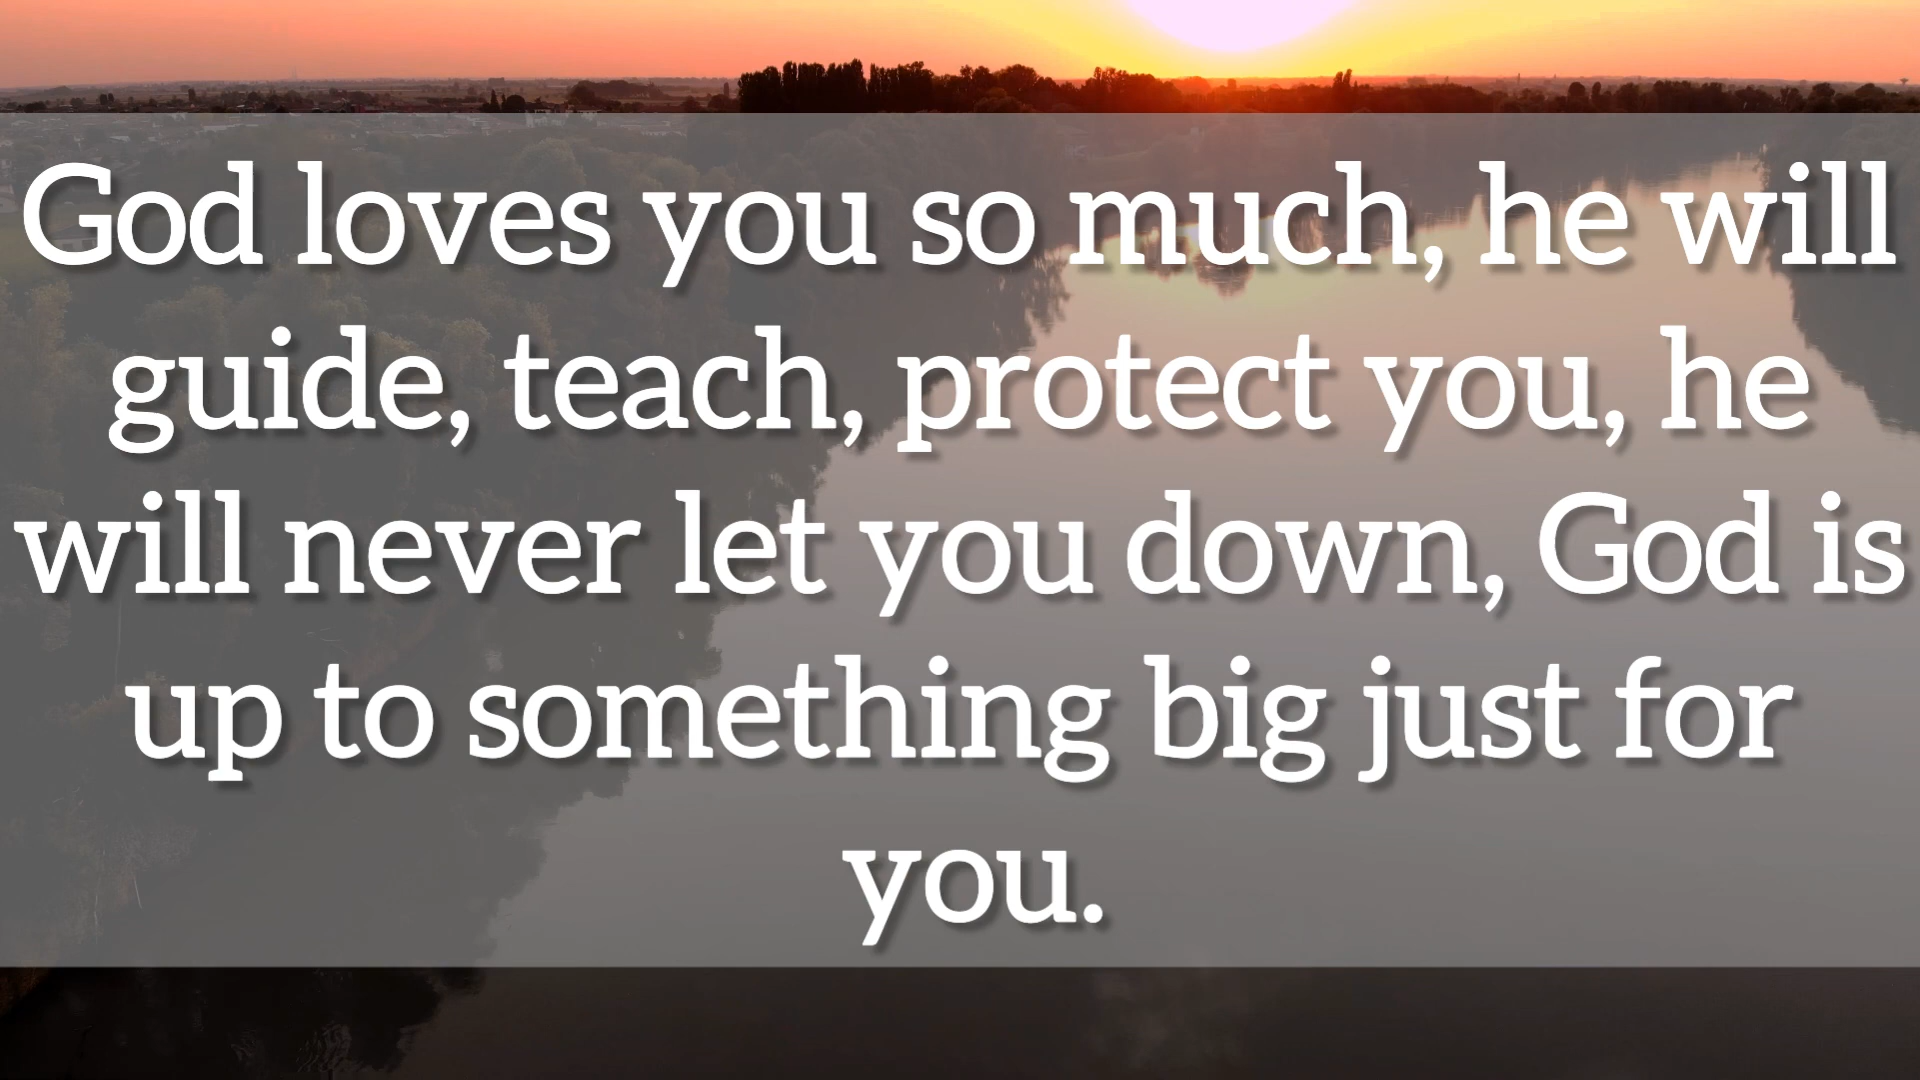 God loves you so much, he will
guide, teach, protect you, he
will never let you down, God is
up to something big just for
you.